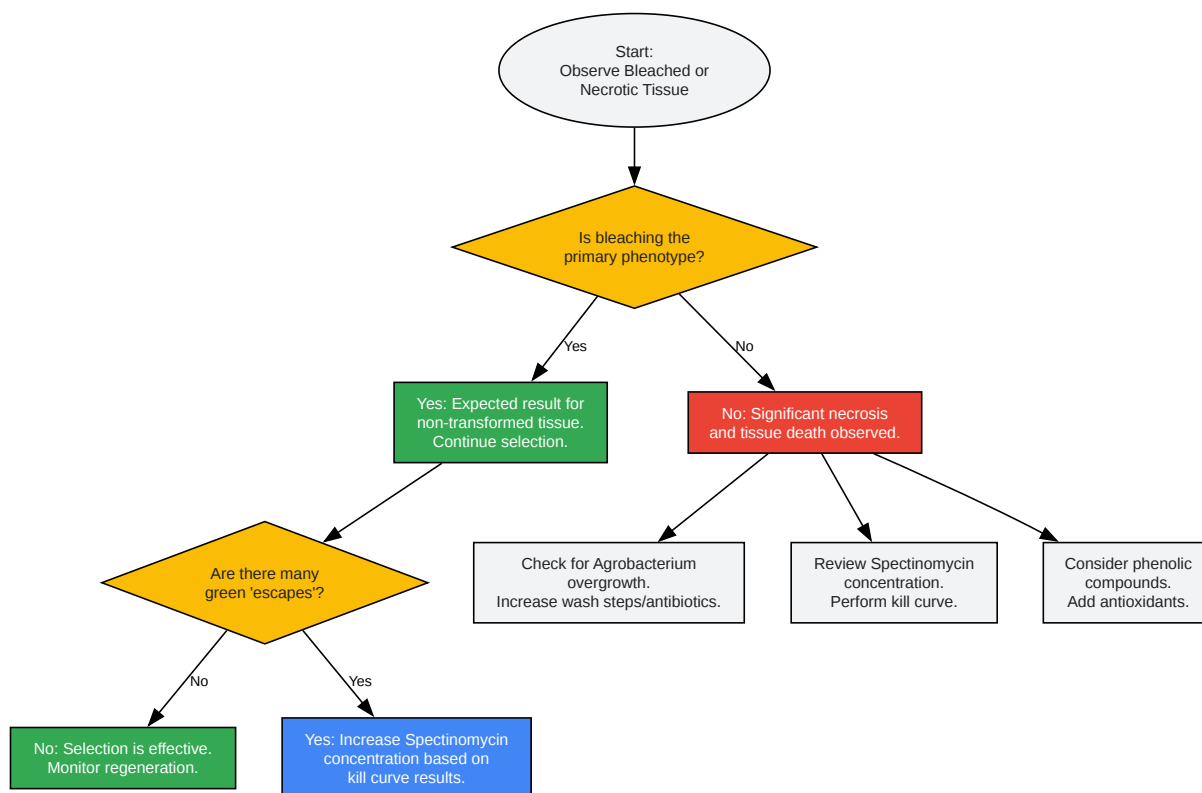 Start:
Observe Bleached or
Necrotic Tissue
Is bleaching the
primary phenotype?
Yes
No
Yes: Expected result for
non-transformed tissue.
Continue selection.
No: Significant necrosis
and tissue death observed.
Are there many
green 'escapes'?
Check for Agrobacterium
overgrowth.
Increase wash steps/antibiotics.
Review Spectinomycin
concentration.
Perform kill curve.
Consider phenolic
compounds.
Add antioxidants.
No
Yes
No: Selection is effective.
Monitor regeneration.
Yes: Increase Spectinomycin
concentration based on
kill curve results.